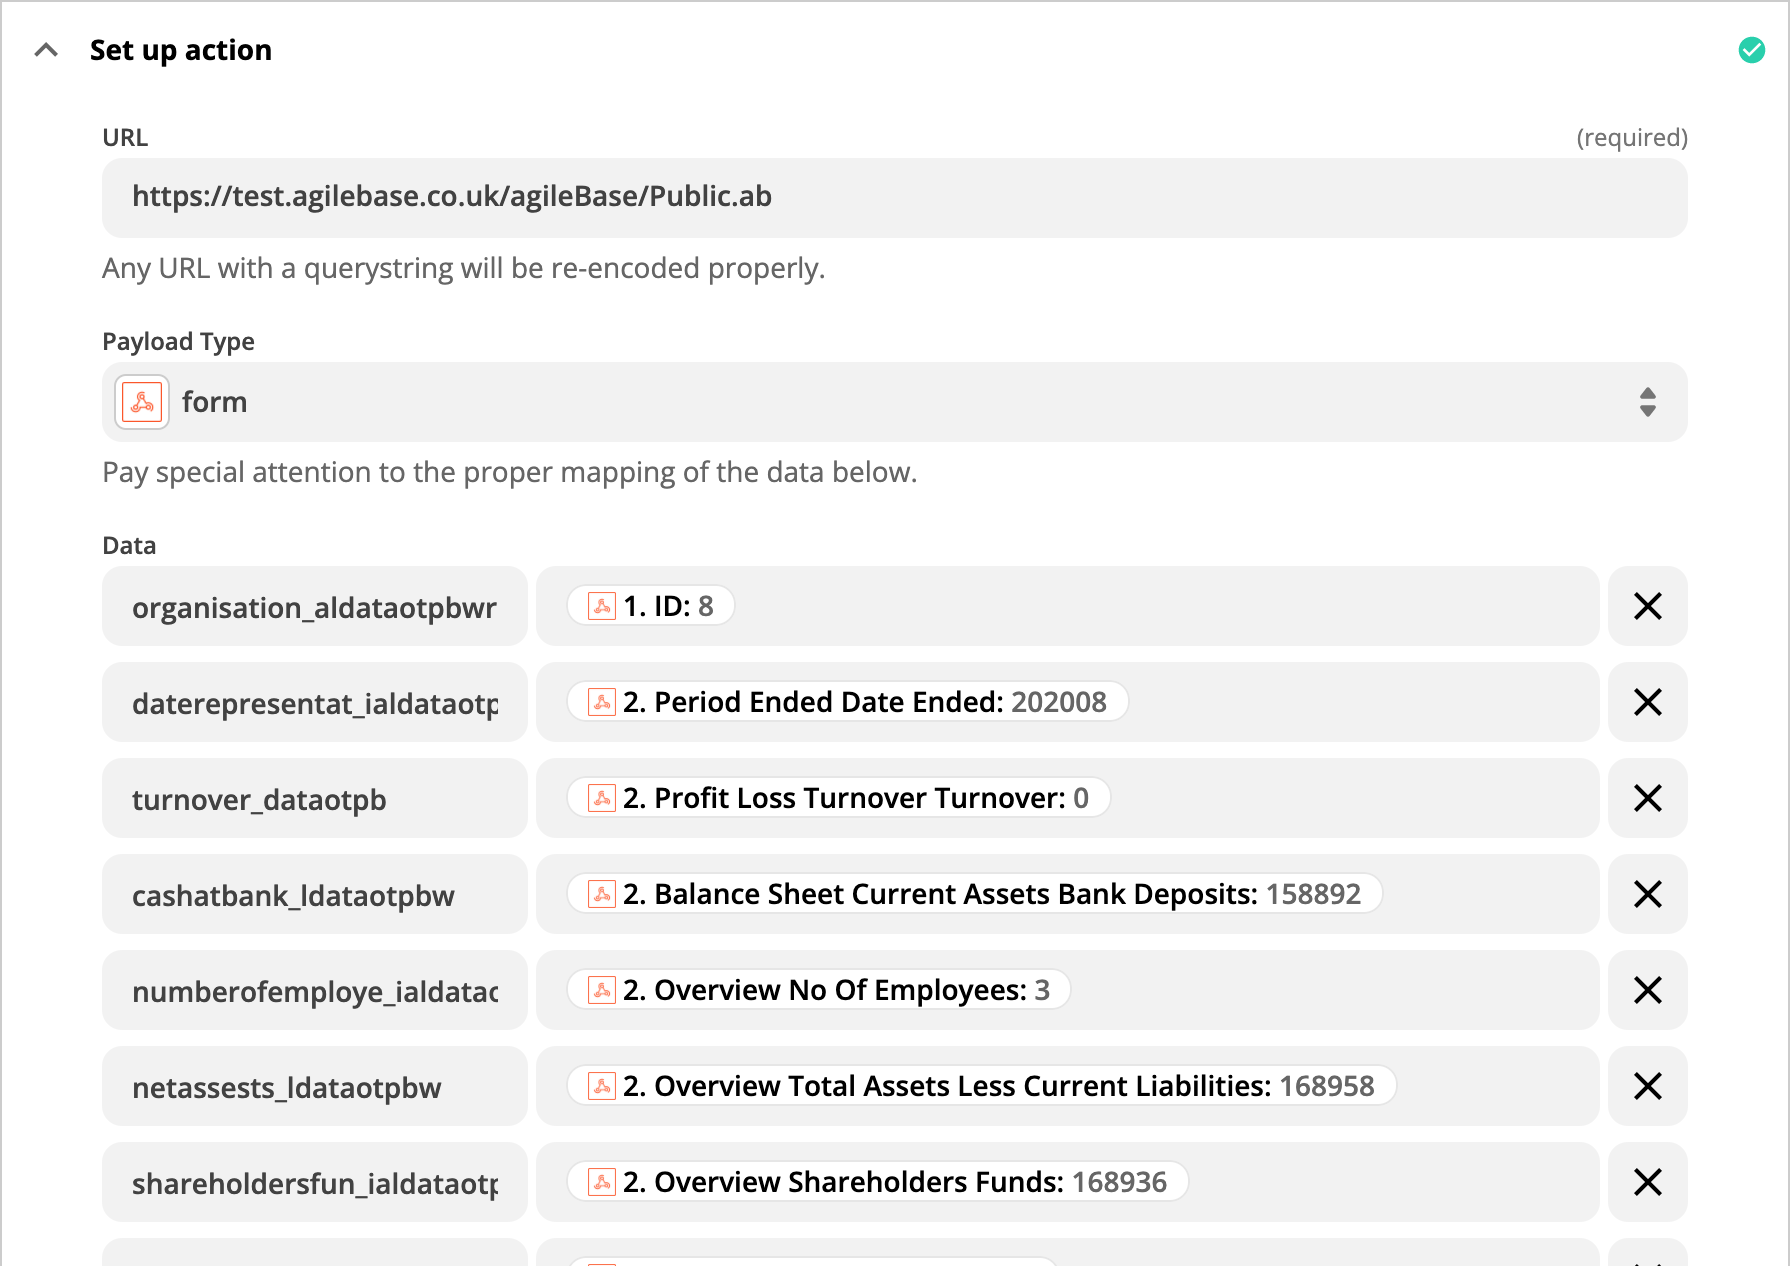 Set up action
URL (required)
https://test.agilebase.co.uk/agileBase/Public.ab
Any URL with a querystring will be re-encoded properly.
Payload Type
form
Pay special attention to the proper mapping of the data below.
Data
organisation_aldataotpbwr 1. ID: 8
daterepresentat_ialdataotp 2. Period Ended Date Ended: 202008
turnover_dataotpb 2. Profit Loss Turnover Turnover: 0
cashatbank_ldataotpbw 2. Balance Sheet Current Assets Bank Deposits: 158892
numberofemploye_ialdatao 2. Overview No Of Employees: 3
netassests_ldataotpbw 2. Overview Total Assets Less Current Liabilities: 168958
shareholdersfun_ialdataotp 2. Overview Shareholders Funds: 168936